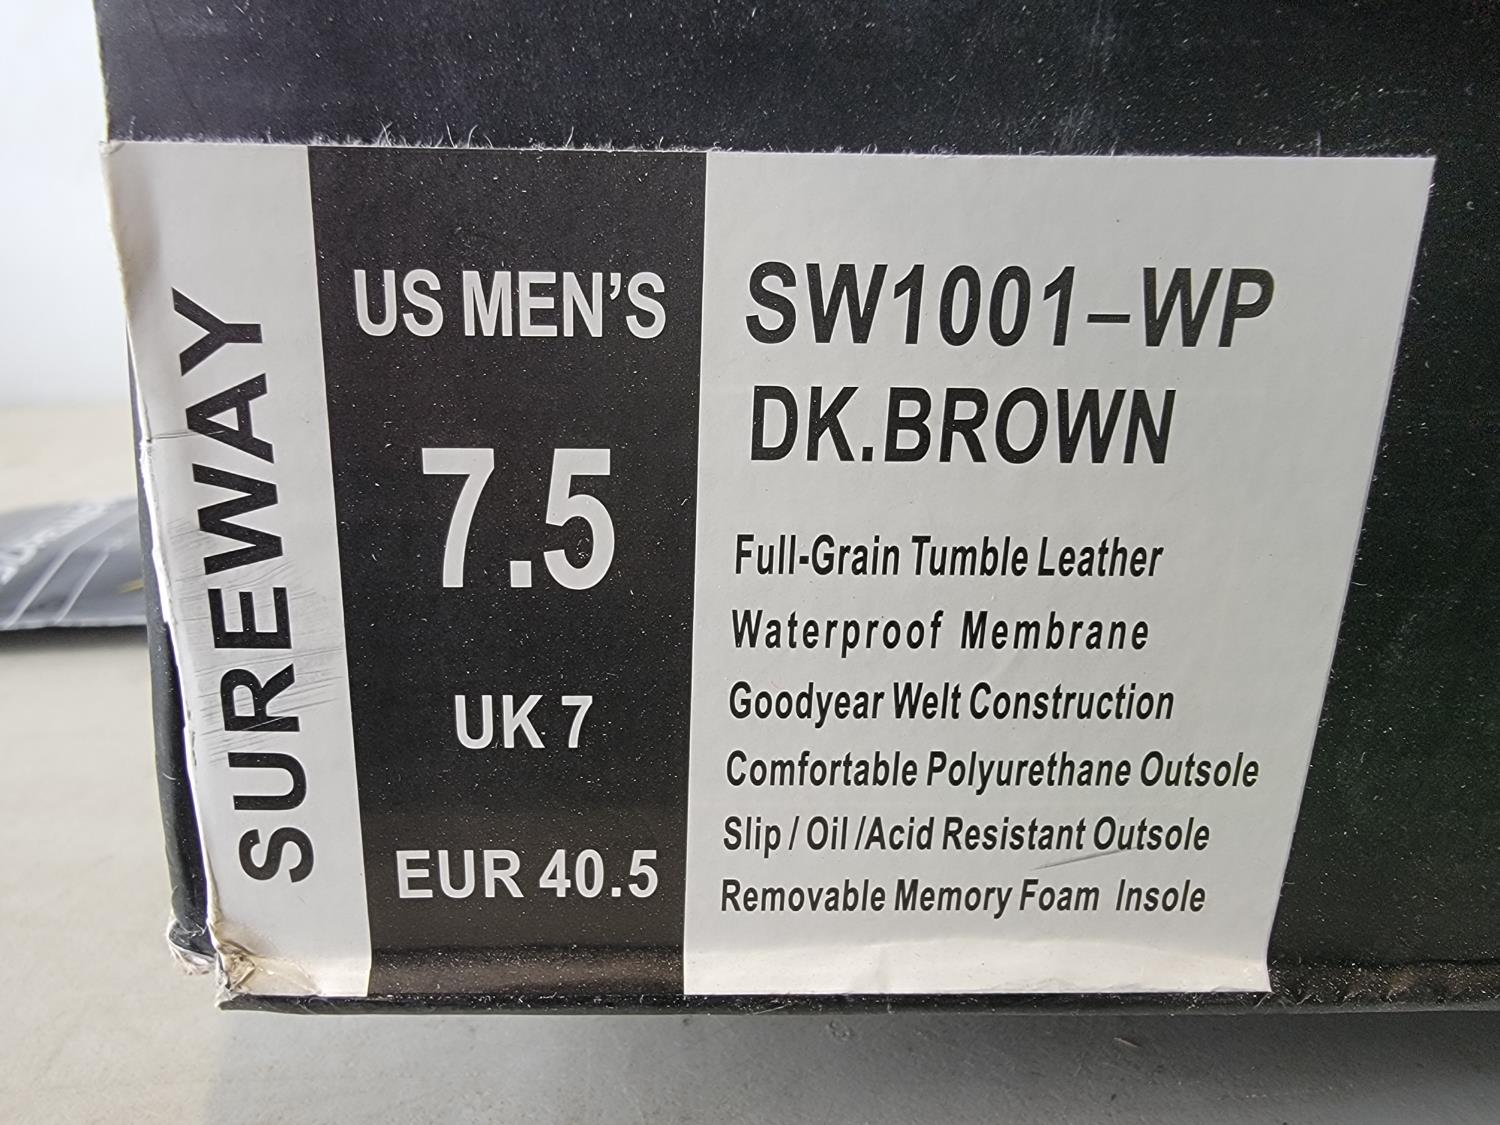 SUREWAY
US MEN'S
7.5
UK 7
EUR 40.5
SW1001-WP
DK.BROWN
Full-Grain Tumble Leather
Waterproof Membrane
Goodyear Welt Construction
Comfortable Polyurethane Outsole
Slip / Oil /Acid Resistant Outsole
Removable Memory Foam Insole